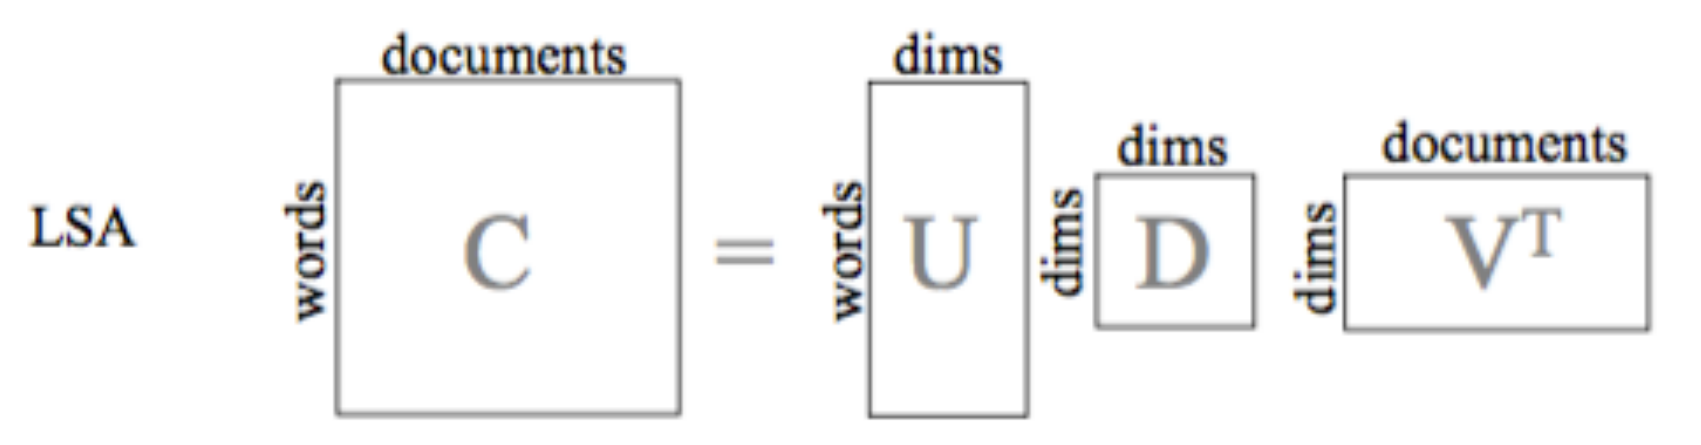 LSA
documents
words
C
=
dims
words
U
dims
dims
D
documents
dims
V^T